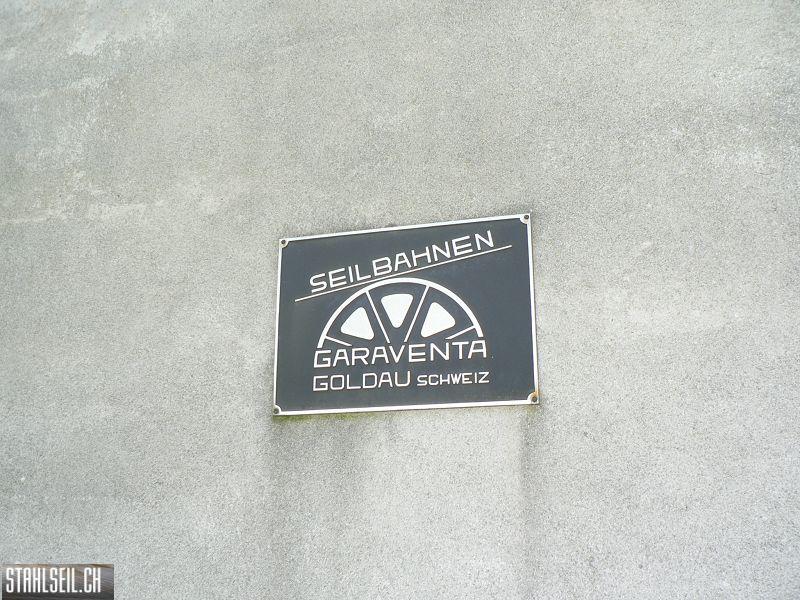 SEILBAHNEN
GARAVENTA
GOLDAU SCHWEIZ
STAHLSEIL.CH